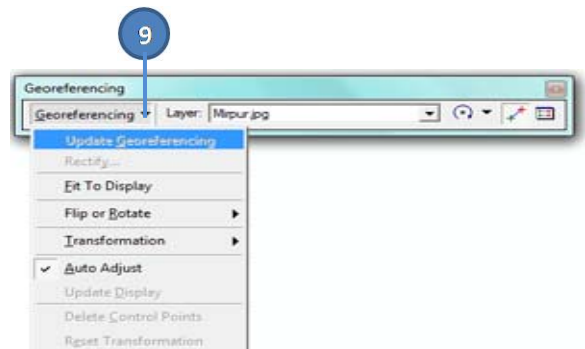 9
Georeferencing
Georeferencing Layer: Mirpur.jpg
Update Georeferencing
Rectify...
Fit To Display
Flip or Rotate
Transformation
Auto Adjust
Update Display
Delete Control Points
Reset Transformation